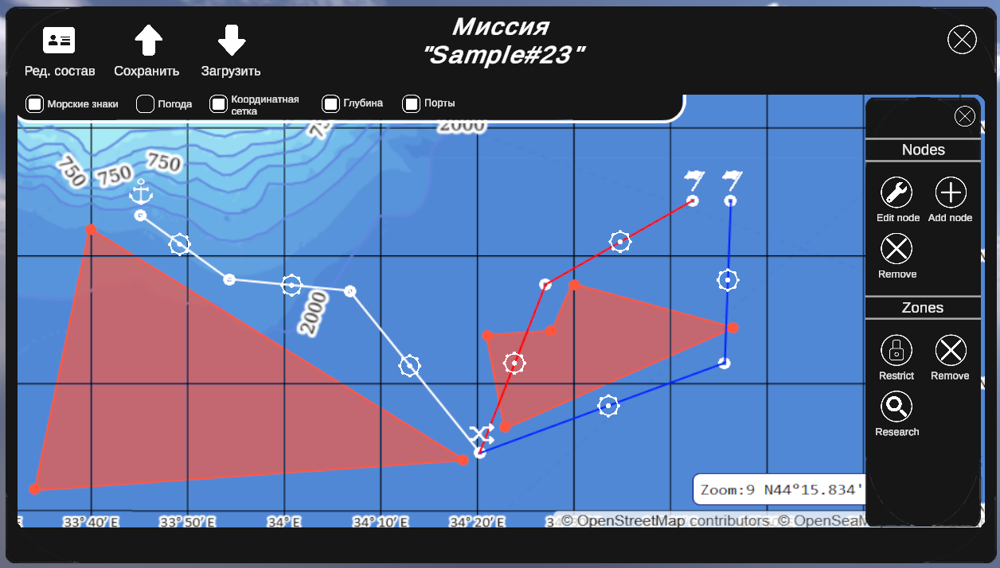 Миссия
"Sample#23"
Ред. состав
Сохранить
Загрузить
Морские знаки
Погода
Координатная
сетка
Глубина
Порты
2000
750
750
750
2000
Nodes
Edit node
Add node
Remove
Zones
Restrict
Remove
Research
Zoom:9 N44°15.834'
33°40′E
33°50′E
34°E
34°10′E
34°20′E
© OpenStreetMap contributors. © OpenSeaM